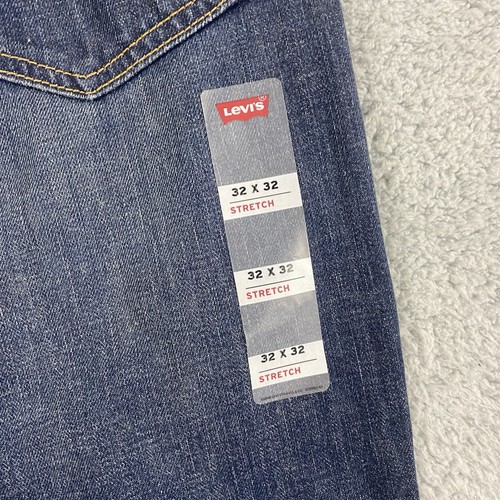 LEVI'S
32 X 32
STRETCH
32 X 32
STRETCH
32 X 32
STRETCH